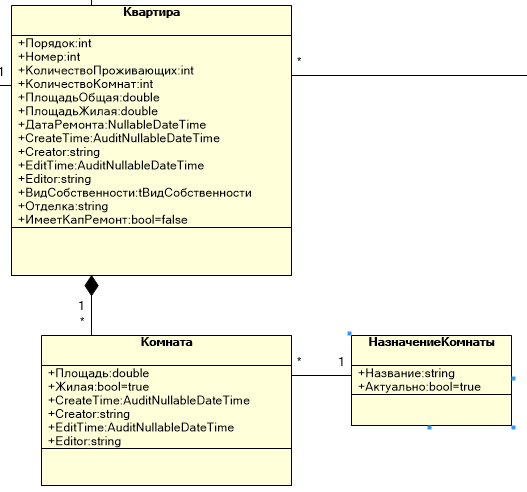 Квартира
+Порядок:int
+Номер:int
+КоличествоПроживающих:int
+КоличествоКомнат:int
+ПлощадьОбщая:double
+ПлощадьЖилая:double
+ДатаРемонта:NullableDateTime
+CreateTime:AuditNullableDateTime
+Creator:string
+EditTime:AuditNullableDateTime
+Editor:string
+ВидСобственности:tВидСобственности
+Отделка:string
+ИмеетКапРемонт:bool=false
1
*
1
*
Комната
+Площадь:double
+Жилая:bool=true
+CreateTime:AuditNullableDateTime
+Creator:string
+EditTime:AuditNullableDateTime
+Editor:string
*
1
НазначениеКомнаты
+Название:string
+Актуально:bool=true